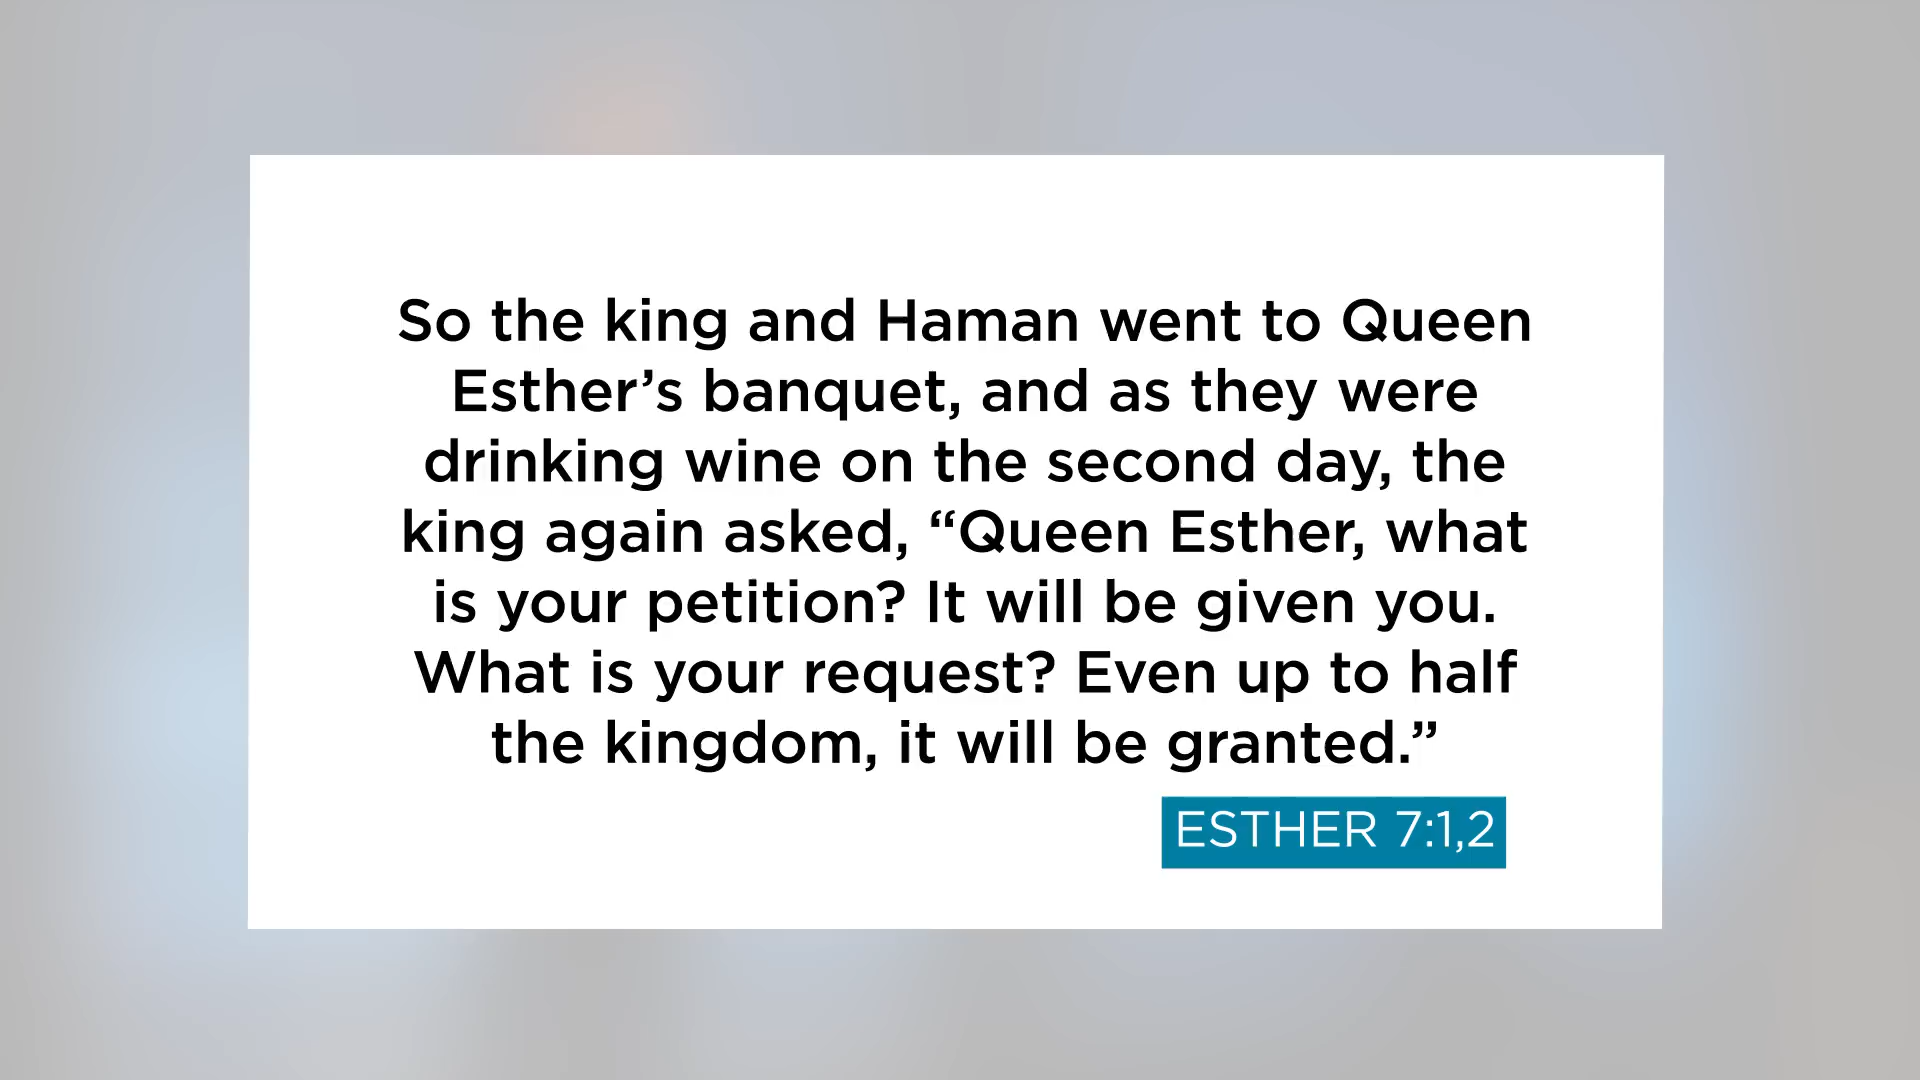 So the king and Haman went to Queen
Esther’s banquet, and as they were
drinking wine on the second day, the
king again asked, “Queen Esther, what
is your petition? It will be given you.
What is your request? Even up to half
the kingdom, it will be granted.”
ESTHER 7:1,2